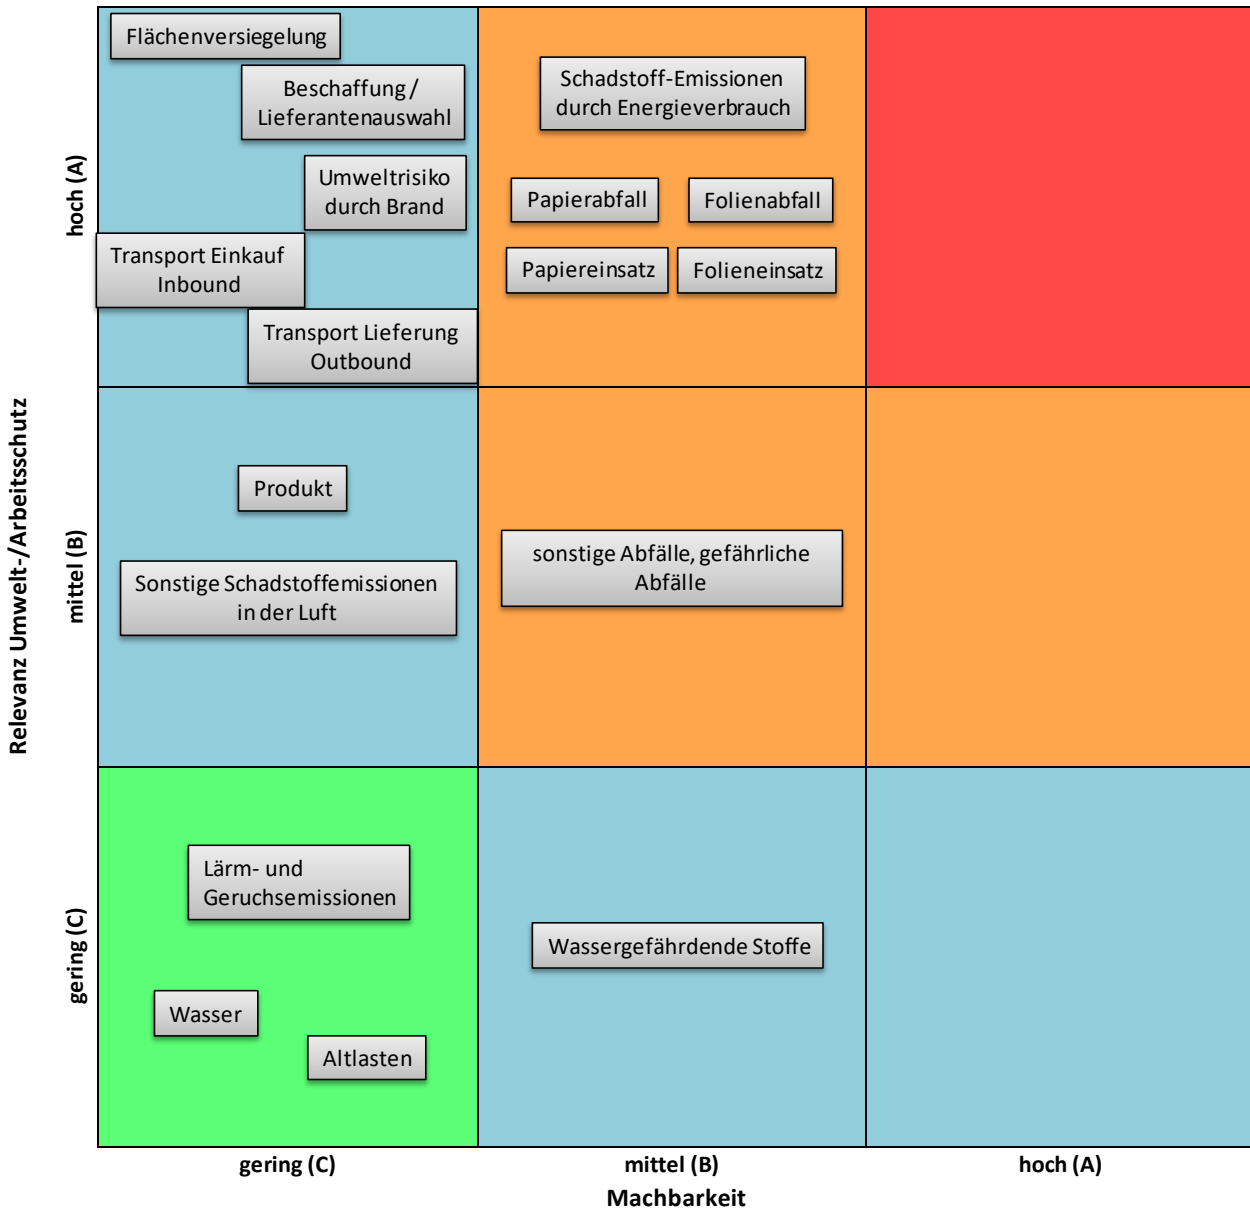 Relevanz Umwelt-/Arbeitsschutz
hoch (A)
Flächenversiegelung
Beschaffung /
Lieferantenauswahl
Umweltrisiko
durch Brand
Transport Einkauf
Inbound
Transport Lieferung
Outbound
Schadstoff-Emissionen
durch Energieverbrauch
Papierabfall
Folienabfall
Papiereinsatz
Folieneinsatz
mittel (B)
Produkt
Sonstige Schadstoffemissionen
in der Luft
sonstige Abfälle, gefährliche
Abfälle
gering (C)
Lärm- und
Geruchsemissionen
Wasser
Altlasten
Wassergefährdende Stoffe
gering (C)
mittel (B)
hoch (A)
Machbarkeit